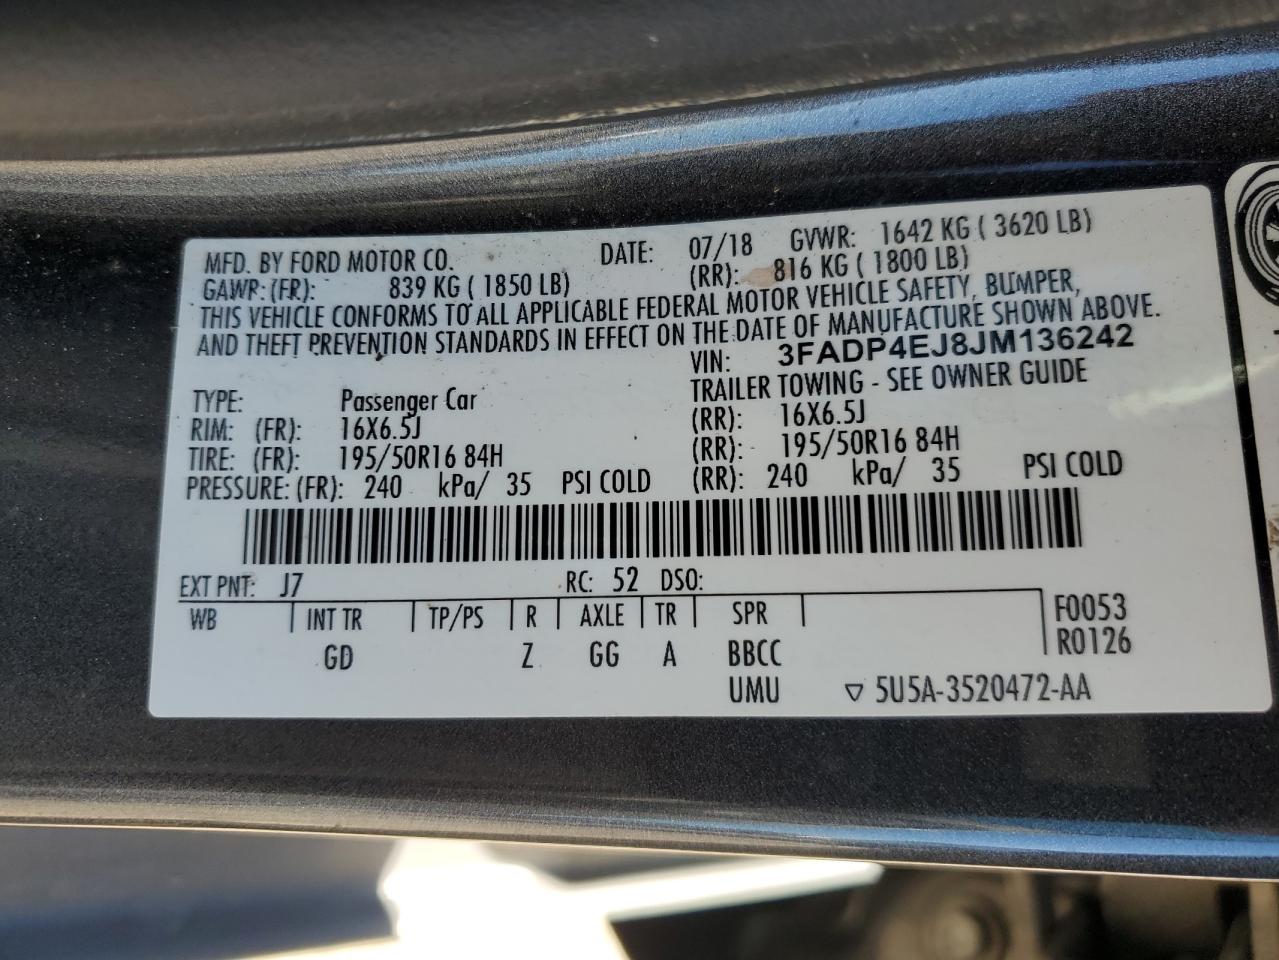 MFD. BY FORD MOTOR CO. DATE: 07/18 GVWR: 1642 KG ( 3620 LB)
GAWR: (FR): 839 KG ( 1850 LB) (RR): 816 KG ( 1800 LB)
THIS VEHICLE CONFORMS TO ALL APPLICABLE FEDERAL MOTOR VEHICLE SAFETY, BUMPER,
AND THEFT PREVENTION STANDARDS IN EFFECT ON THE DATE OF MANUFACTURE SHOWN ABOVE.
VIN: 3FADP4EJ8JM136242
TYPE: Passenger Car TRAILER TOWING - SEE OWNER GUIDE
RIM: (FR): 16X6.5J (RR): 16X6.5J
TIRE: (FR): 195/50R16 84H (RR): 195/50R16 84H
PRESSURE: (FR): 240 kPa/ 35 PSI COLD (RR): 240 kPa/ 35 PSI COLD
EXT PNT: J7 RC: 52 DSO:
WB INT TR TP/PS R AXLE TR SPR F0053
GD Z GG A BBCC R0126
UMU ▽ 5U5A-3520472-AA